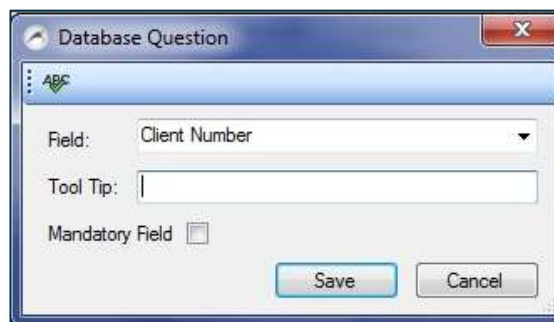 Database Question
ABC
Field: Client Number
Tool Tip:
Mandatory Field
Save Cancel